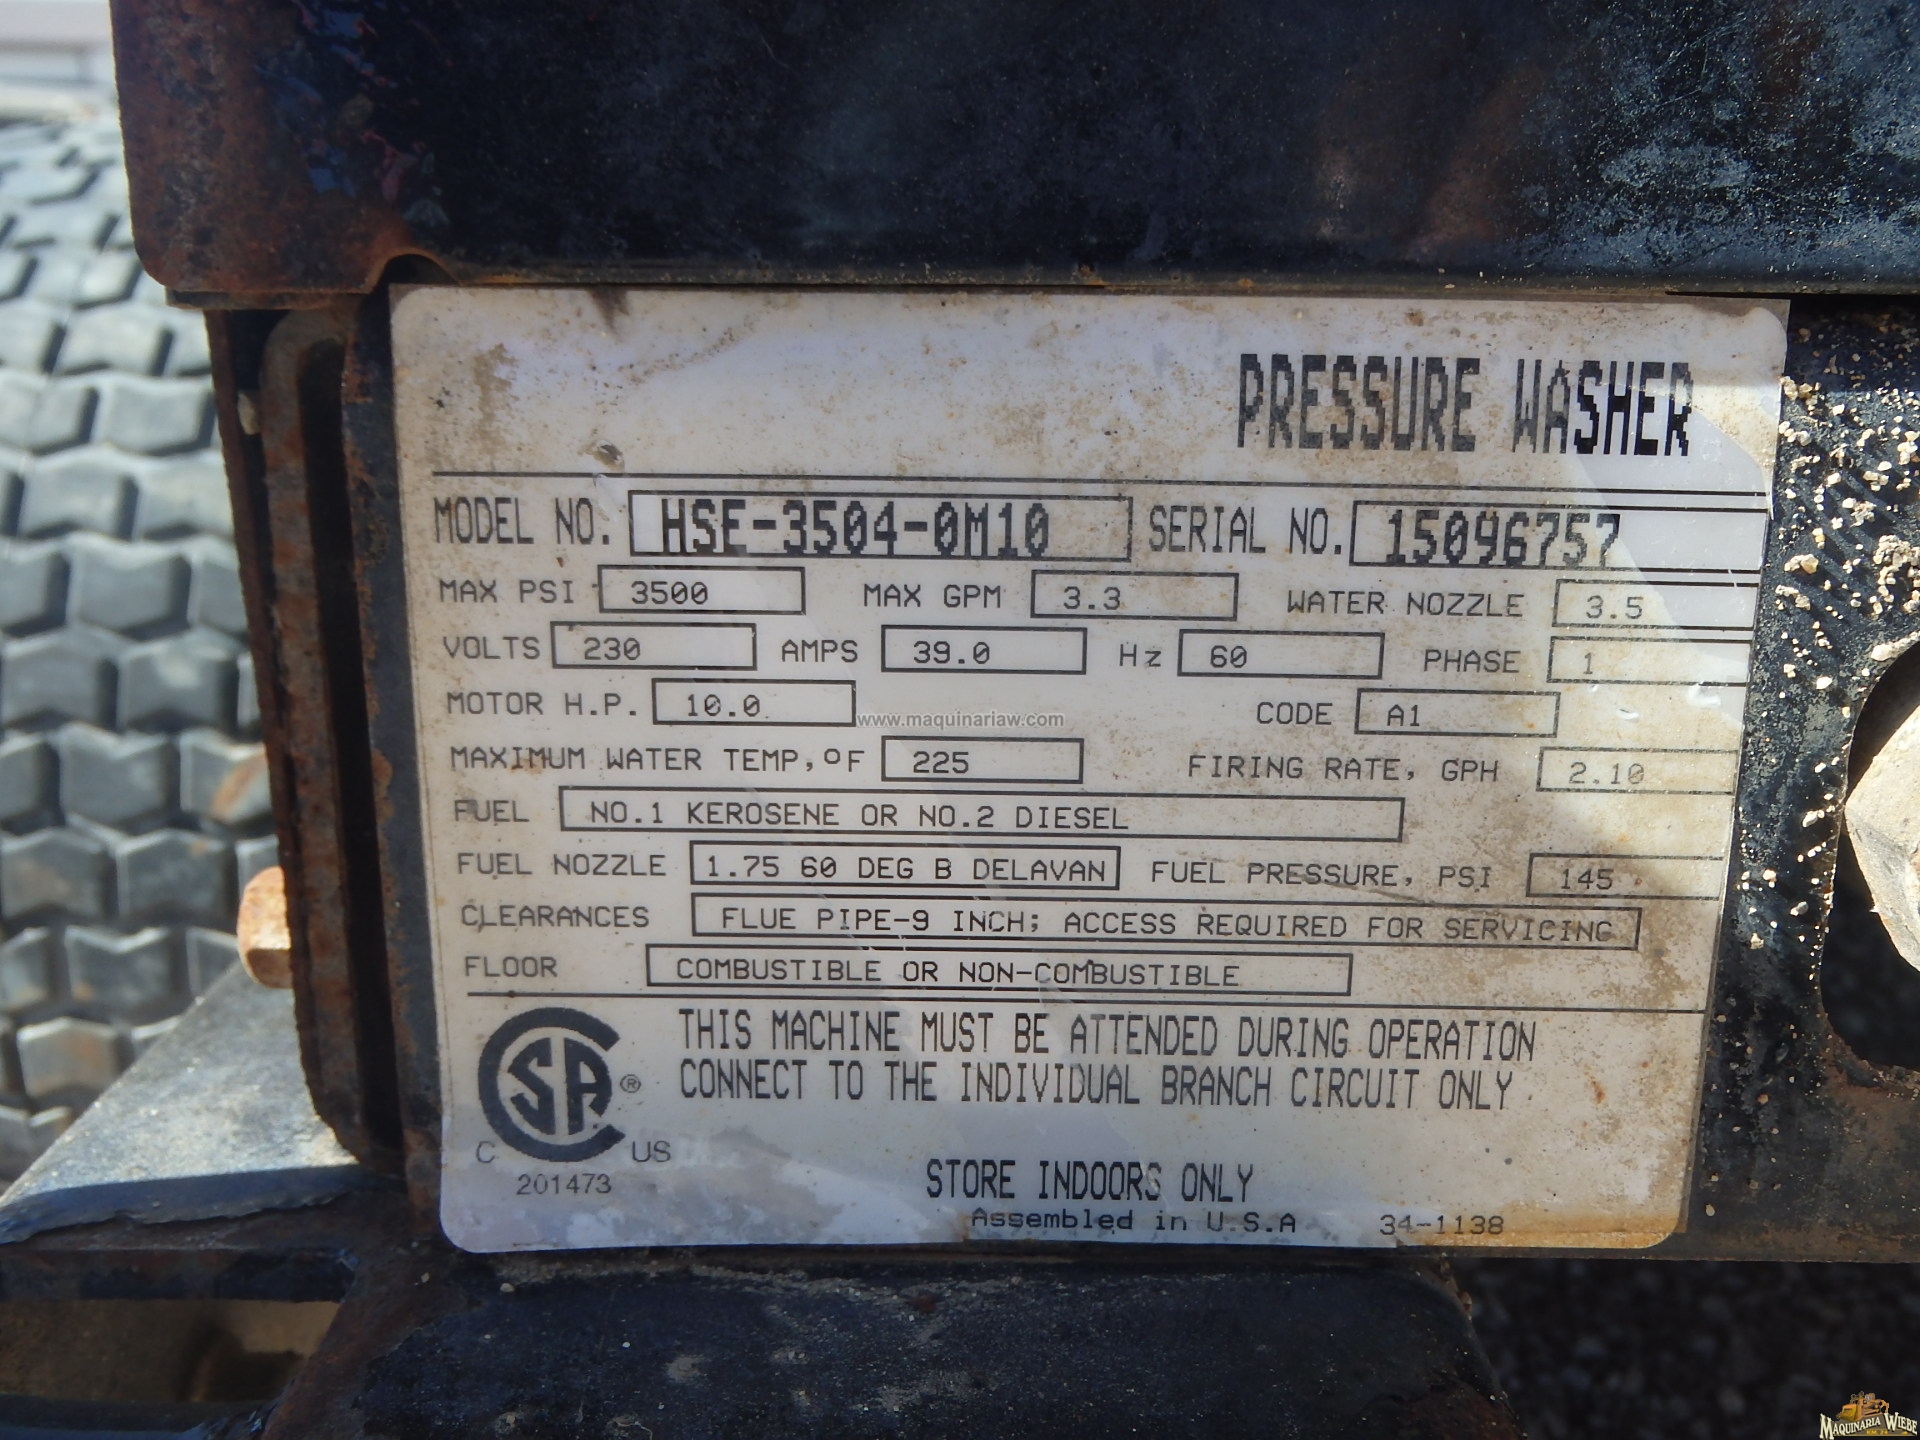 PRESSURE WASHER
MODEL NO. HSE-3504-0M10 SERIAL NO. 15096757
MAX PSI 3500 MAX GPM 3.3 WATER NOZZLE 3.5
VOLTS 230 AMPS 39.0 Hz 60 PHASE 1
MOTOR H.P. 10.0 CODE A1
www.maquinariaw.com
MAXIMUM WATER TEMP,°F 225 FIRING RATE, GPH 2.10
FUEL NO.1 KEROSENE OR NO.2 DIESEL
FUEL NOZZLE 1.75 60 DEG B DELAVAN FUEL PRESSURE, PSI 145
CLEARANCES FLUE PIPE-9 INCH; ACCESS REQUIRED FOR SERVICING
FLOOR COMBUSTIBLE OR NON-COMBUSTIBLE
THIS MACHINE MUST BE ATTENDED DURING OPERATION
CONNECT TO THE INDIVIDUAL BRANCH CIRCUIT ONLY
CSA ®
C US
201473
STORE INDOORS ONLY
Assembled in U.S.A 34-1138
MAQUINARIA WIEBE
KM. 24